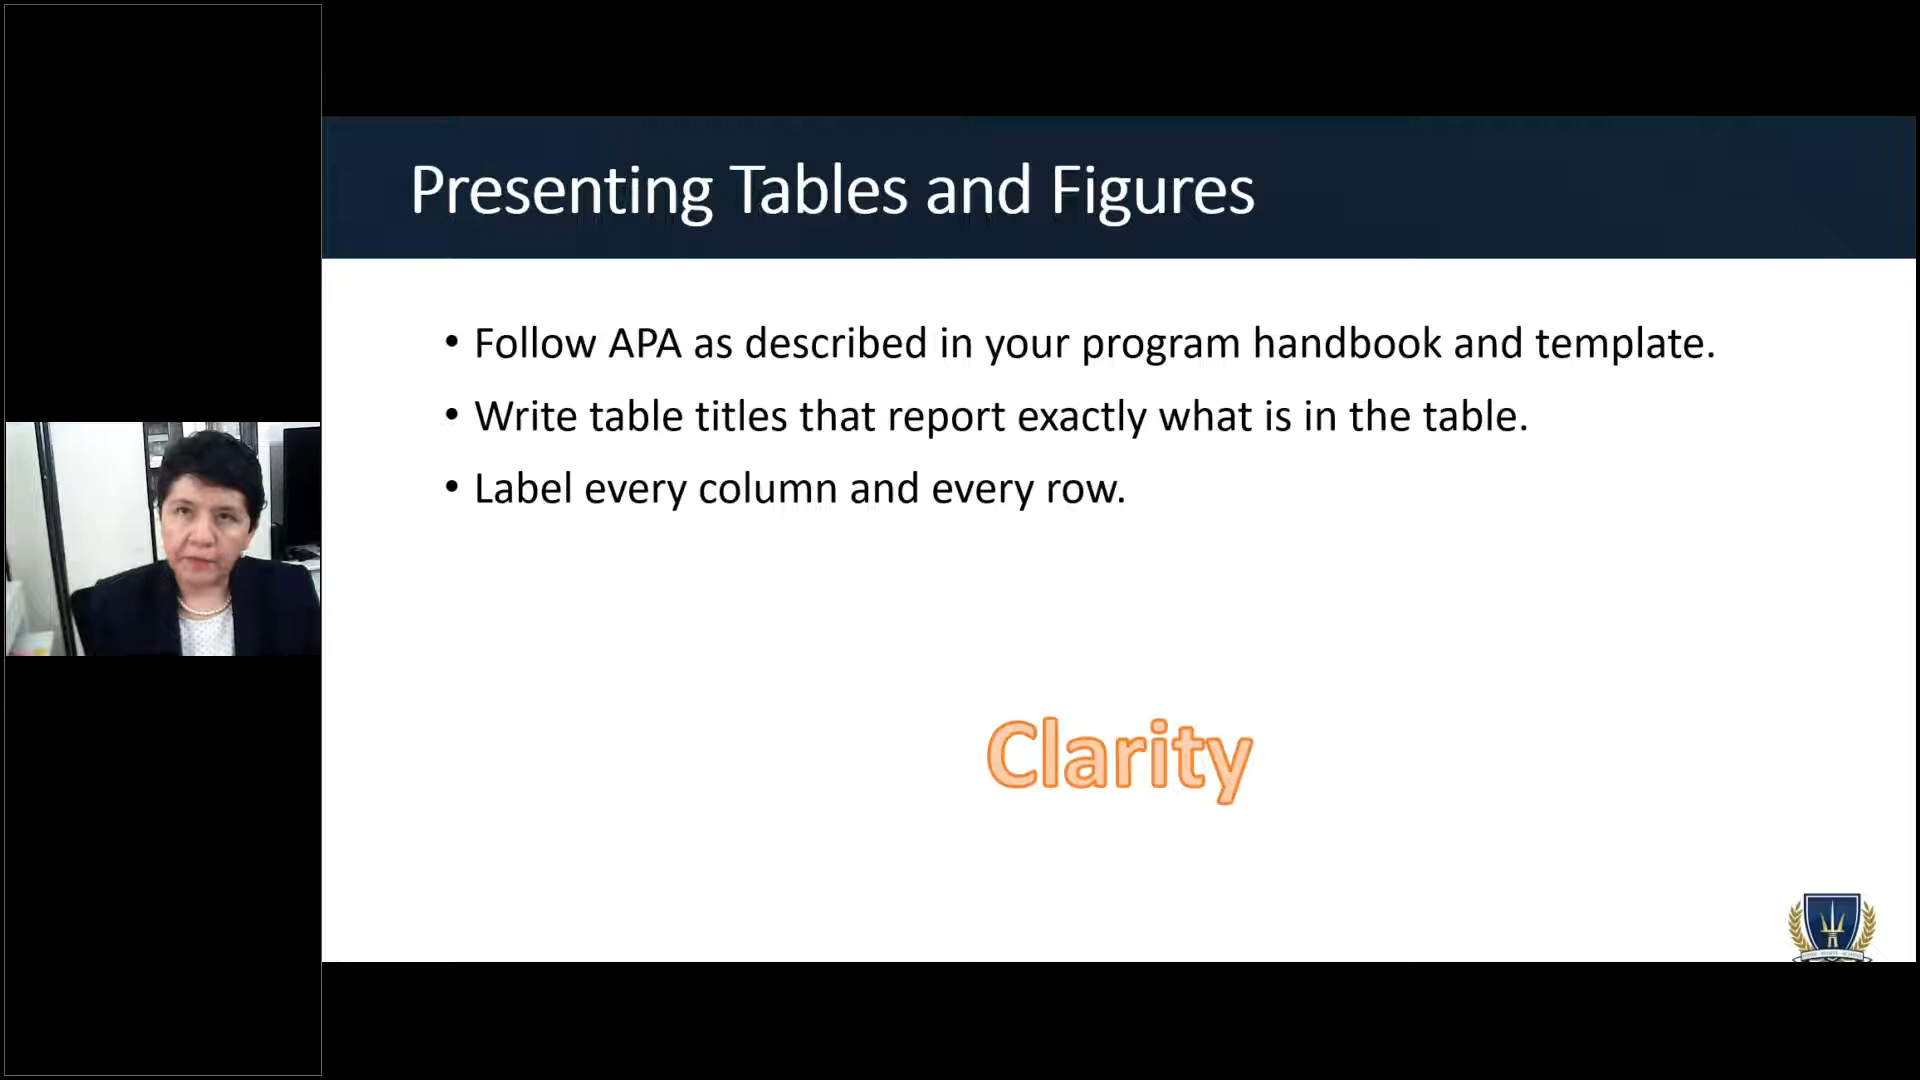 Presenting Tables and Figures
• Follow APA as described in your program handbook and template.
• Write table titles that report exactly what is in the table.
• Label every column and every row.
Clarity